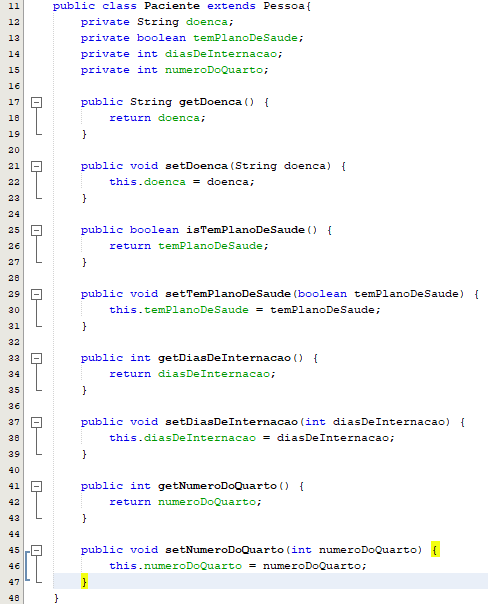 11 public class Paciente extends Pessoa{
12 private String doenca;
13 private boolean temPlanoDeSaude;
14 private int diasDeInternacao;
15 private int numeroDoQuarto;
16
17 public String getDoenca() {
18 return doenca;
19 }
20
21 public void setDoenca(String doenca) {
22 this.doenca = doenca;
23 }
24
25 public boolean isTemPlanoDeSaude() {
26 return temPlanoDeSaude;
27 }
28
29 public void setTemPlanoDeSaude(boolean temPlanoDeSaude) {
30 this.temPlanoDeSaude = temPlanoDeSaude;
31 }
32
33 public int getDiasDeInternacao() {
34 return diasDeInternacao;
35 }
36
37 public void setDiasDeInternacao(int diasDeInternacao) {
38 this.diasDeInternacao = diasDeInternacao;
39 }
40
41 public int getNumeroDoQuarto() {
42 return numeroDoQuarto;
43 }
44
45 public void setNumeroDoQuarto(int numeroDoQuarto) {
46 this.numeroDoQuarto = numeroDoQuarto;
47 }
48 }